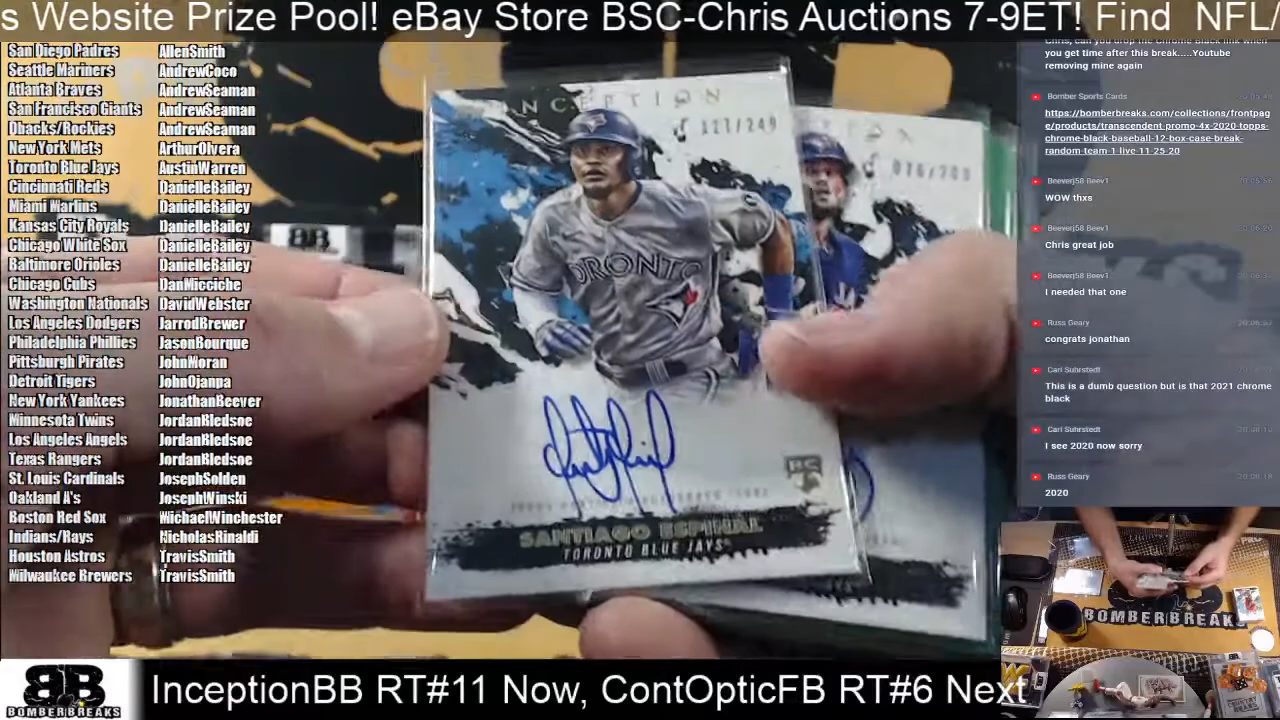 s Website Prize Pool! eBay Store BSC-Chris Auctions 7-9ET! Find NFL/
San Diego Padres AllenSmith
Seattle Mariners AndrewCoco
Atlanta Braves AndrewSeaman
San Francisco Giants AndrewSeaman
Dbacks/Rockies AndrewSeaman
New York Mets ArthurOlvera
Toronto Blue Jays AustinWarren
Cincinnati Reds DanielleBailey
Miami Marlins DanielleBailey
Kansas City Royals DanielleBailey
Chicago White Sox DanielleBailey
Baltimore Orioles DanielleBailey
Chicago Cubs DanMicciche
Washington Nationals DavidWebster
Los Angeles Dodgers JarrodBrewer
Philadelphia Phillies JasonBourque
Pittsburgh Pirates JohnMoran
Detroit Tigers JohnOjanpa
New York Yankees JonathanBeever
Minnesota Twins JordanBledsoe
Los Angeles Angels JordanBledsoe
Texas Rangers JordanBledsoe
St. Louis Cardinals JosephSolden
Oakland A's JosephWinski
Boston Red Sox MichaelWinchester
Indians/Rays NicholasRinaldi
Houston Astros TravisSmith
Milwaukee Brewers TravisSmith
INCEPTION
127/249
TORONTO
RC
SANTIAGO ESPINAL
TORONTO BLUE JAYS
Chris, can you drop the Chrome Black link when
you get time after this break.....Youtube
removing mine again
Bomber Sports Cards
https://bomberbreaks.com/collections/frontpag
e/products/transcendent-promo-4x-2020-topps-
chrome-black-baseball-12-box-case-break-
random-team-1-live-11-25-20
Beeverj58 Beev1
WOW thxs
Beeverj58 Beev1
Chris great job
Beeverj58 Beev1
I needed that one
Russ Geary
congrats jonathan
Carl Suhrstedt
This is a dumb question but is that 2021 chrome
black
Carl Suhrstedt
I see 2020 now sorry
Russ Geary
2020
BOMBERBREAKS
BB
BOMBERBREAKS
InceptionBB RT#11 Now, ContOpticFB RT#6 Next